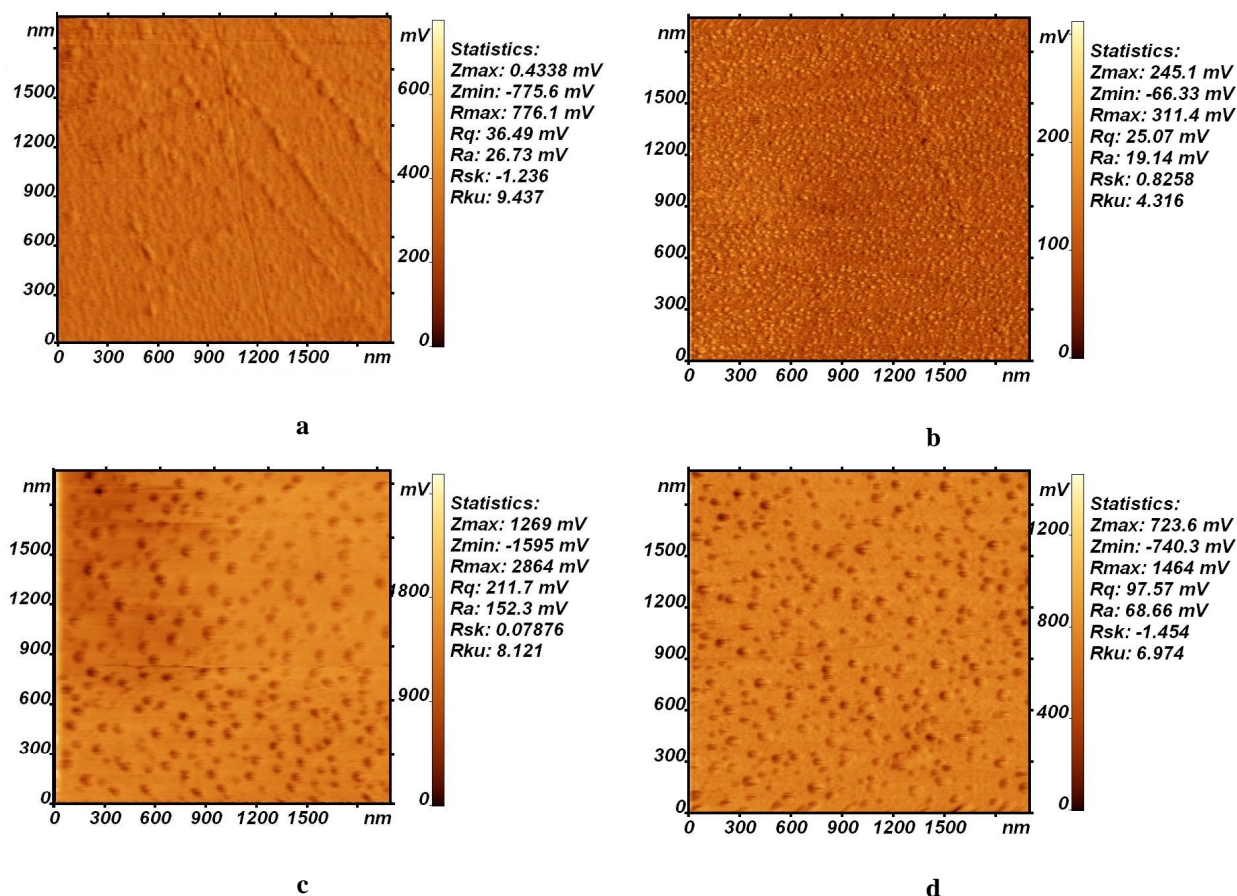 nm
1500
1200
900
600
300
0
0 300 600 900 1200 1500 nm
mV
600
400
200
0
Statistics:
Zmax: 0.4338 mV
Zmin: -775.6 mV
Rmax: 776.1 mV
Rq: 36.49 mV
Ra: 26.73 mV
Rsk: -1.236
Rku: 9.437
a
nm
1500
1200
900
600
300
0
0 300 600 900 1200 1500 nm
mV
200
100
0
Statistics:
Zmax: 245.1 mV
Zmin: -66.33 mV
Rmax: 311.4 mV
Rq: 25.07 mV
Ra: 19.14 mV
Rsk: 0.8258
Rku: 4.316
b
nm
1500
1200
900
600
300
0
0 300 600 900 1200 1500 nm
mV
1800
900
0
Statistics:
Zmax: 1269 mV
Zmin: -1595 mV
Rmax: 2864 mV
Rq: 211.7 mV
Ra: 152.3 mV
Rsk: 0.07876
Rku: 8.121
c
nm
1500
1200
900
600
300
0
0 300 600 900 1200 1500 nm
mV
1200
800
400
0
Statistics:
Zmax: 723.6 mV
Zmin: -740.3 mV
Rmax: 1464 mV
Rq: 97.57 mV
Ra: 68.66 mV
Rsk: -1.454
Rku: 6.974
d